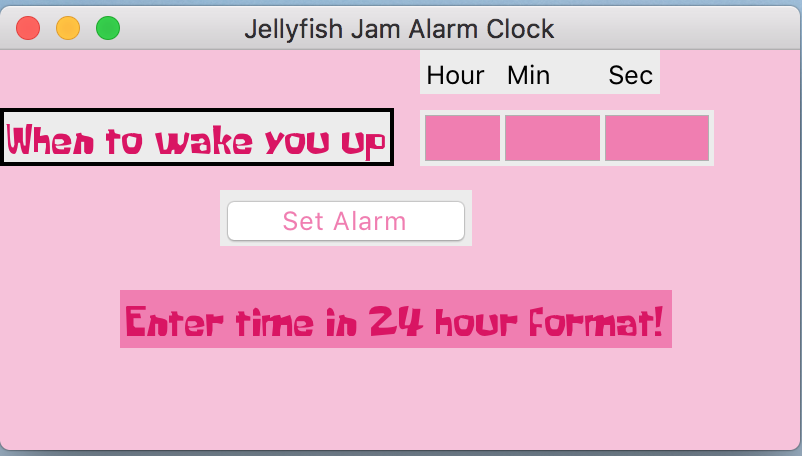 Jellyfish Jam Alarm Clock
Hour Min Sec
When to wake you up
Set Alarm
Enter time in 24 hour format!